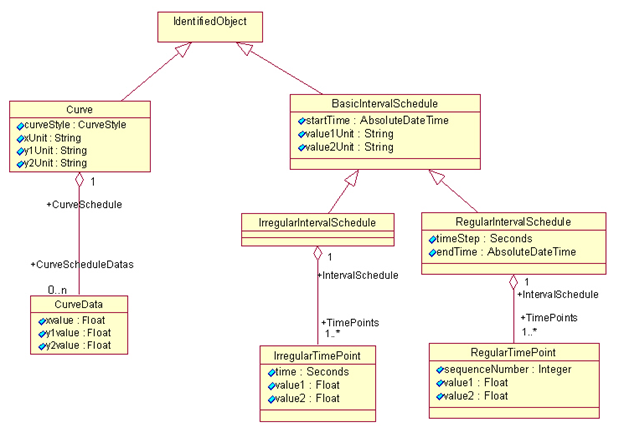 IdentifiedObject
Curve
curveStyle : CurveStyle
xUnit : String
y1Unit : String
y2Unit : String
BasicIntervalSchedule
startTime : AbsoluteDateTime
value1Unit : String
value2Unit : String
1
+CurveSchedule
+CurveScheduleDatas
0..n
CurveData
xvalue : Float
y1value : Float
y2value : Float
IrregularIntervalSchedule
1
+IntervalSchedule
+TimePoints
1..*
IrregularTimePoint
time : Seconds
value1 : Float
value2 : Float
RegularIntervalSchedule
timeStep : Seconds
endTime : AbsoluteDateTime
1
+IntervalSchedule
+TimePoints
1..*
RegularTimePoint
sequenceNumber : Integer
value1 : Float
value2 : Float